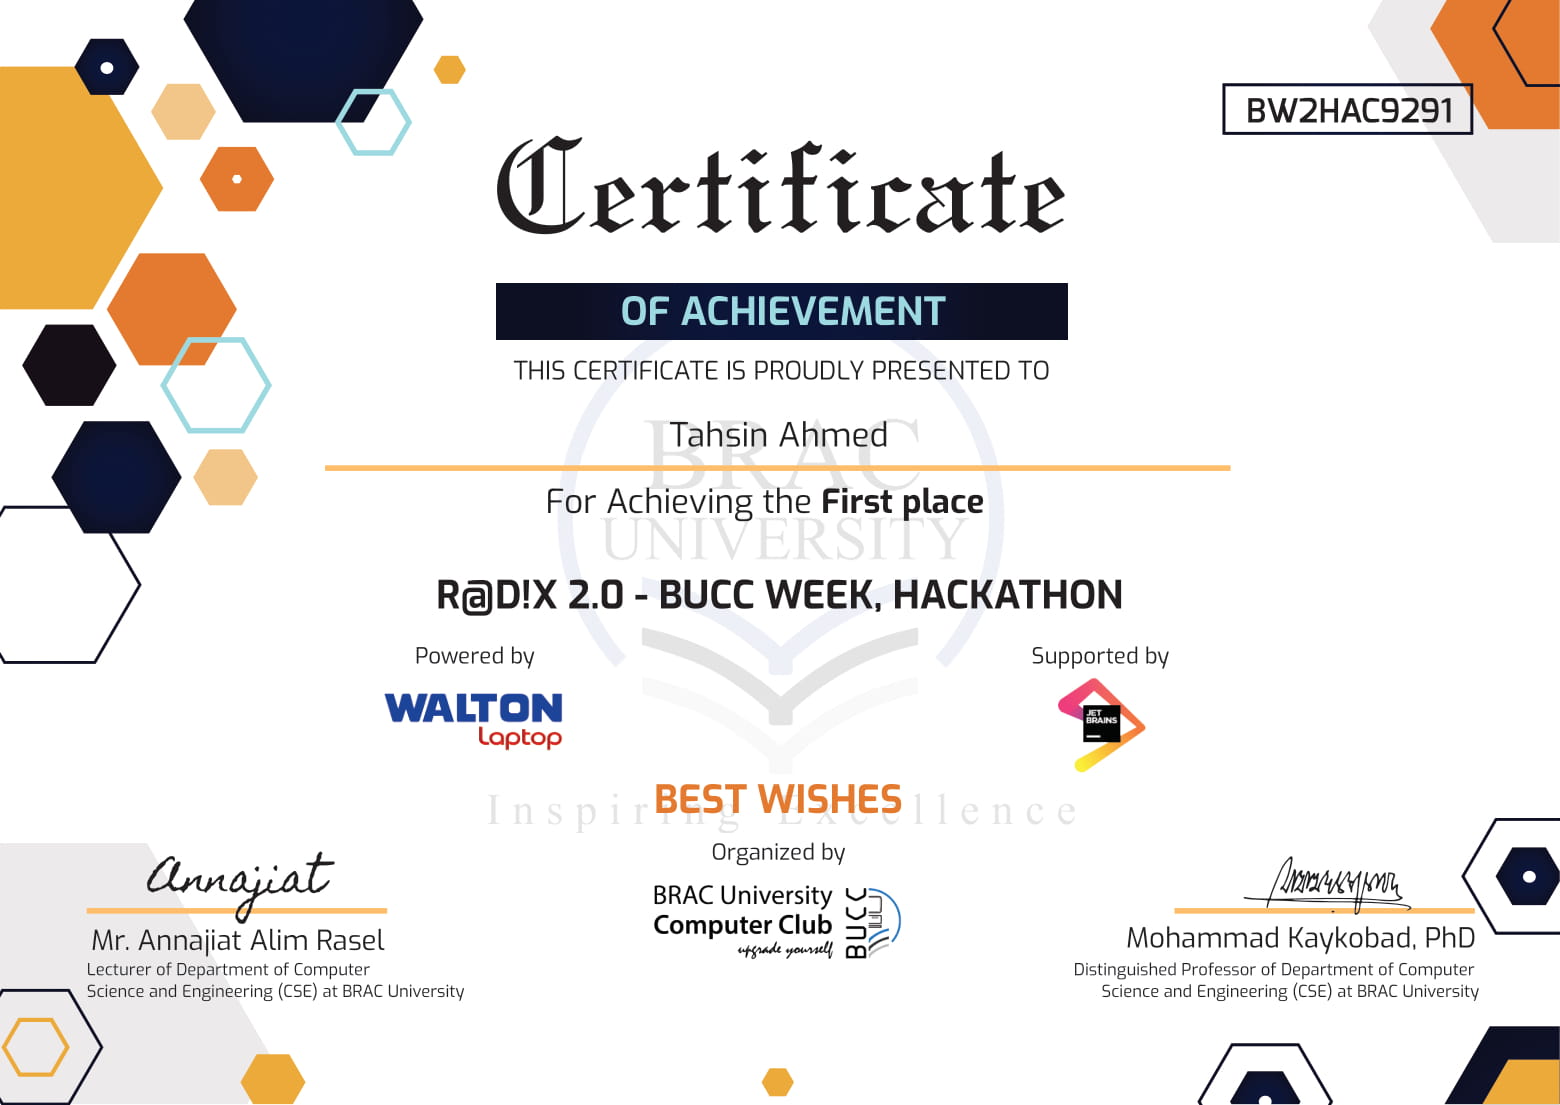 BW2HAC9291
Certificate
OF ACHIEVEMENT
THIS CERTIFICATE IS PROUDLY PRESENTED TO
BRAC
Tahsin Ahmed
For Achieving the First place
UNIVERSITY
R@D!X 2.0 - BUCC WEEK, HACKATHON
Powered by
Supported by
WALTON
Laptop
JET
BRAINS
BEST WISHES
Inspiring Excellence
Organized by
BRAC University
Computer Club
upgrade yourself
BUCC
Annajiat
Mr. Annajiat Alim Rasel
Lecturer of Department of Computer
Science and Engineering (CSE) at BRAC University
Mohammad Kaykobad, PhD
Distinguished Professor of Department of Computer
Science and Engineering (CSE) at BRAC University